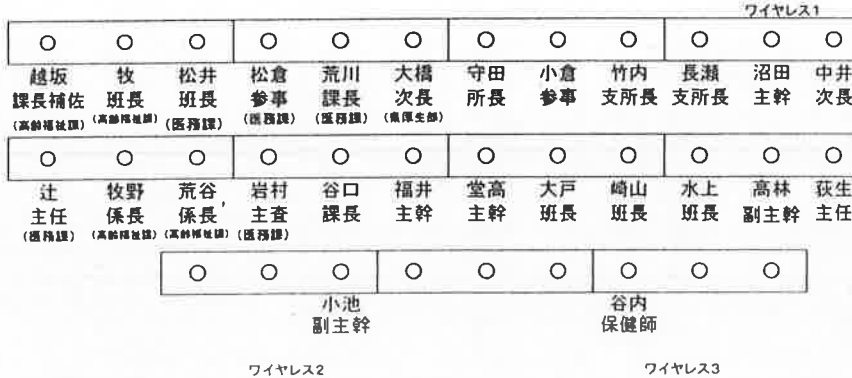 ワイヤレス1
越坂 牧 松井 松倉 荒川 大橋 守田 小倉 竹内 長瀬 沼田 中井
課長補佐 班長 班長 参事 課長 次長 所長 参事 支所長 支所長 主幹 次長
(高齢福祉課) (高齢福祉課) (医務課) (医務課) (医務課) (県厚生部)
辻 牧野 荒谷 岩村 谷口 福井 堂高 大戸 崎山 水上 高林 荻生
主任 係長 係長, 主査 課長 主幹 主幹 班長 班長 班長 副主幹 主任
(医務課) (高齢福祉課) (高齢福祉課) (医務課)
小池 谷内
副主幹 保健師
ワイヤレス2 ワイヤレス3